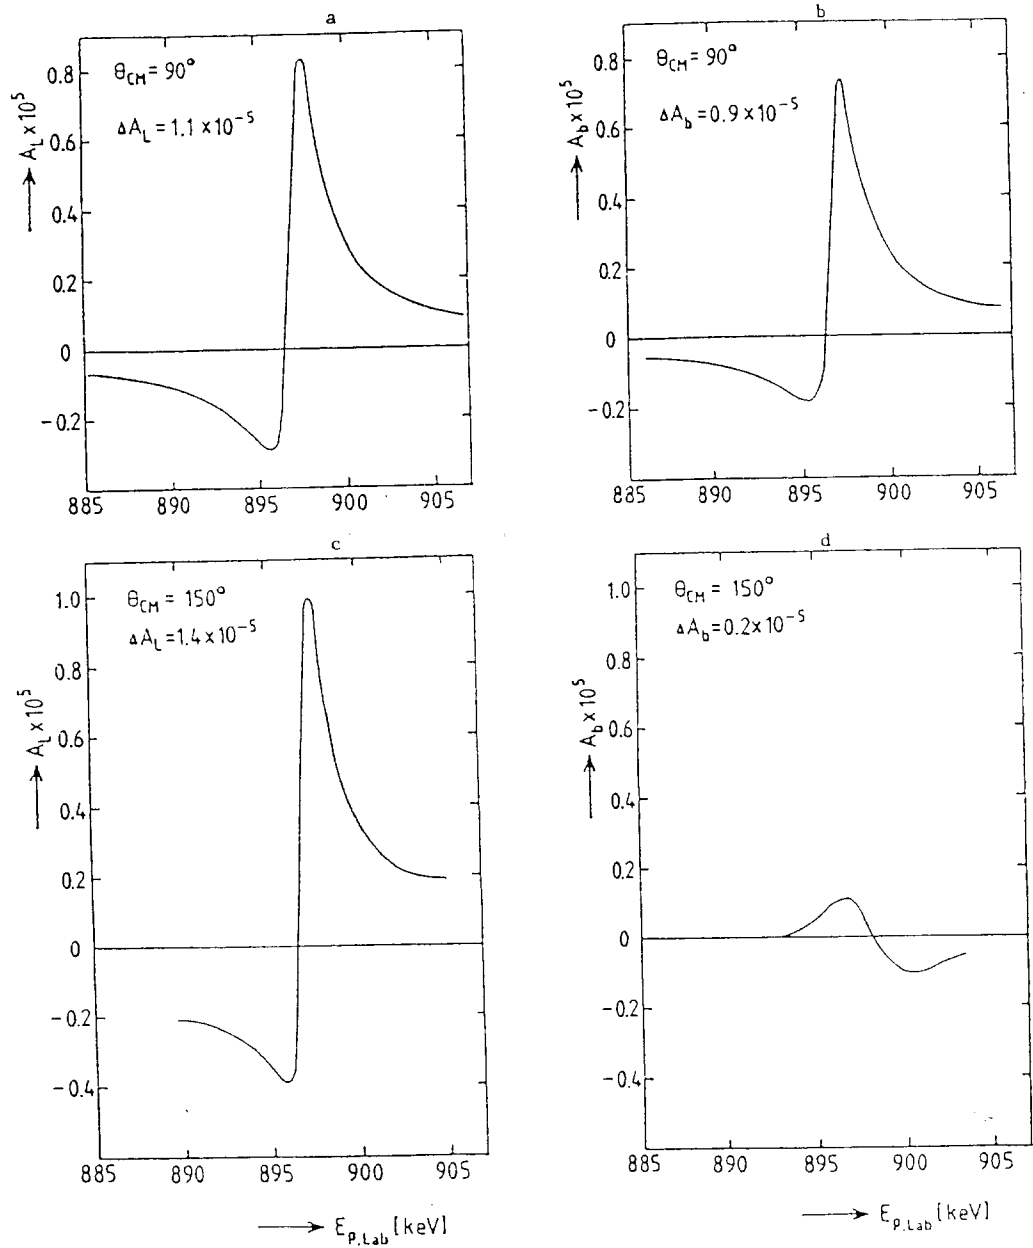 a
θCM = 90°
ΔAL = 1.1 × 10-5
AL × 105
0.8
0.6
0.4
0.2
0
-0.2
885 890 895 900 905
b
θCM = 90°
ΔAb = 0.9 × 10-5
Ab × 105
0.8
0.6
0.4
0.2
0
-0.2
885 890 895 900 905
c
θCM = 150°
ΔAL = 1.4 × 10-5
AL × 105
1.0
0.8
0.6
0.4
0.2
0
-0.2
-0.4
885 890 895 900 905
Ep,Lab [keV]
d
θCM = 150°
ΔAb = 0.2 × 10-5
Ab × 105
1.0
0.8
0.6
0.4
0.2
0
-0.2
-0.4
885 890 895 900 905
Ep,Lab [keV]